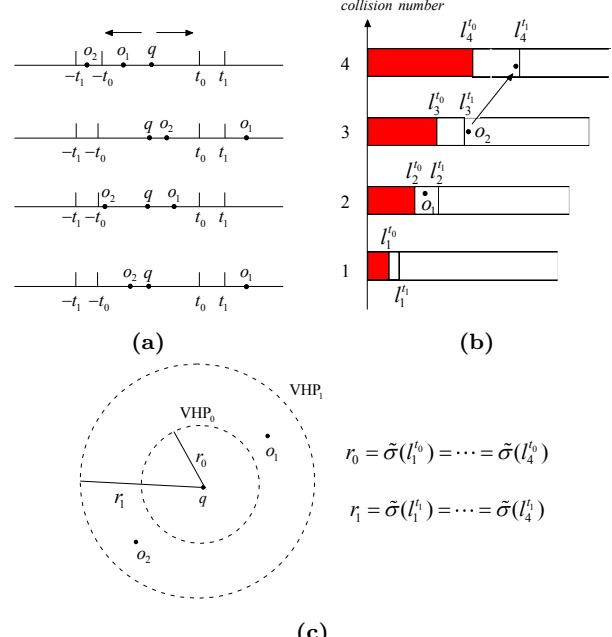 o₂ o₁ q
−t₁ −t₀ t₀ t₁
q o₂ o₁
−t₁ −t₀ t₀ t₁
o₂ q o₁
−t₁ −t₀ t₀ t₁
o₂ q o₁
−t₁ −t₀ t₀ t₁
(a)
collision number
l₄^{t₀} l₄^{t₁}
4
l₃^{t₀} l₃^{t₁}
3 o₂
l₂^{t₀} l₂^{t₁}
2 o₁
l₁^{t₀}
1
l₁^{t₁}
(b)
VHP₁
VHP₀
o₁
r₀
r₁ q
o₂
r₀ = σ̃(l₁^{t₀}) = ⋯ = σ̃(l₄^{t₀})
r₁ = σ̃(l₁^{t₁}) = ⋯ = σ̃(l₄^{t₁})
(c)